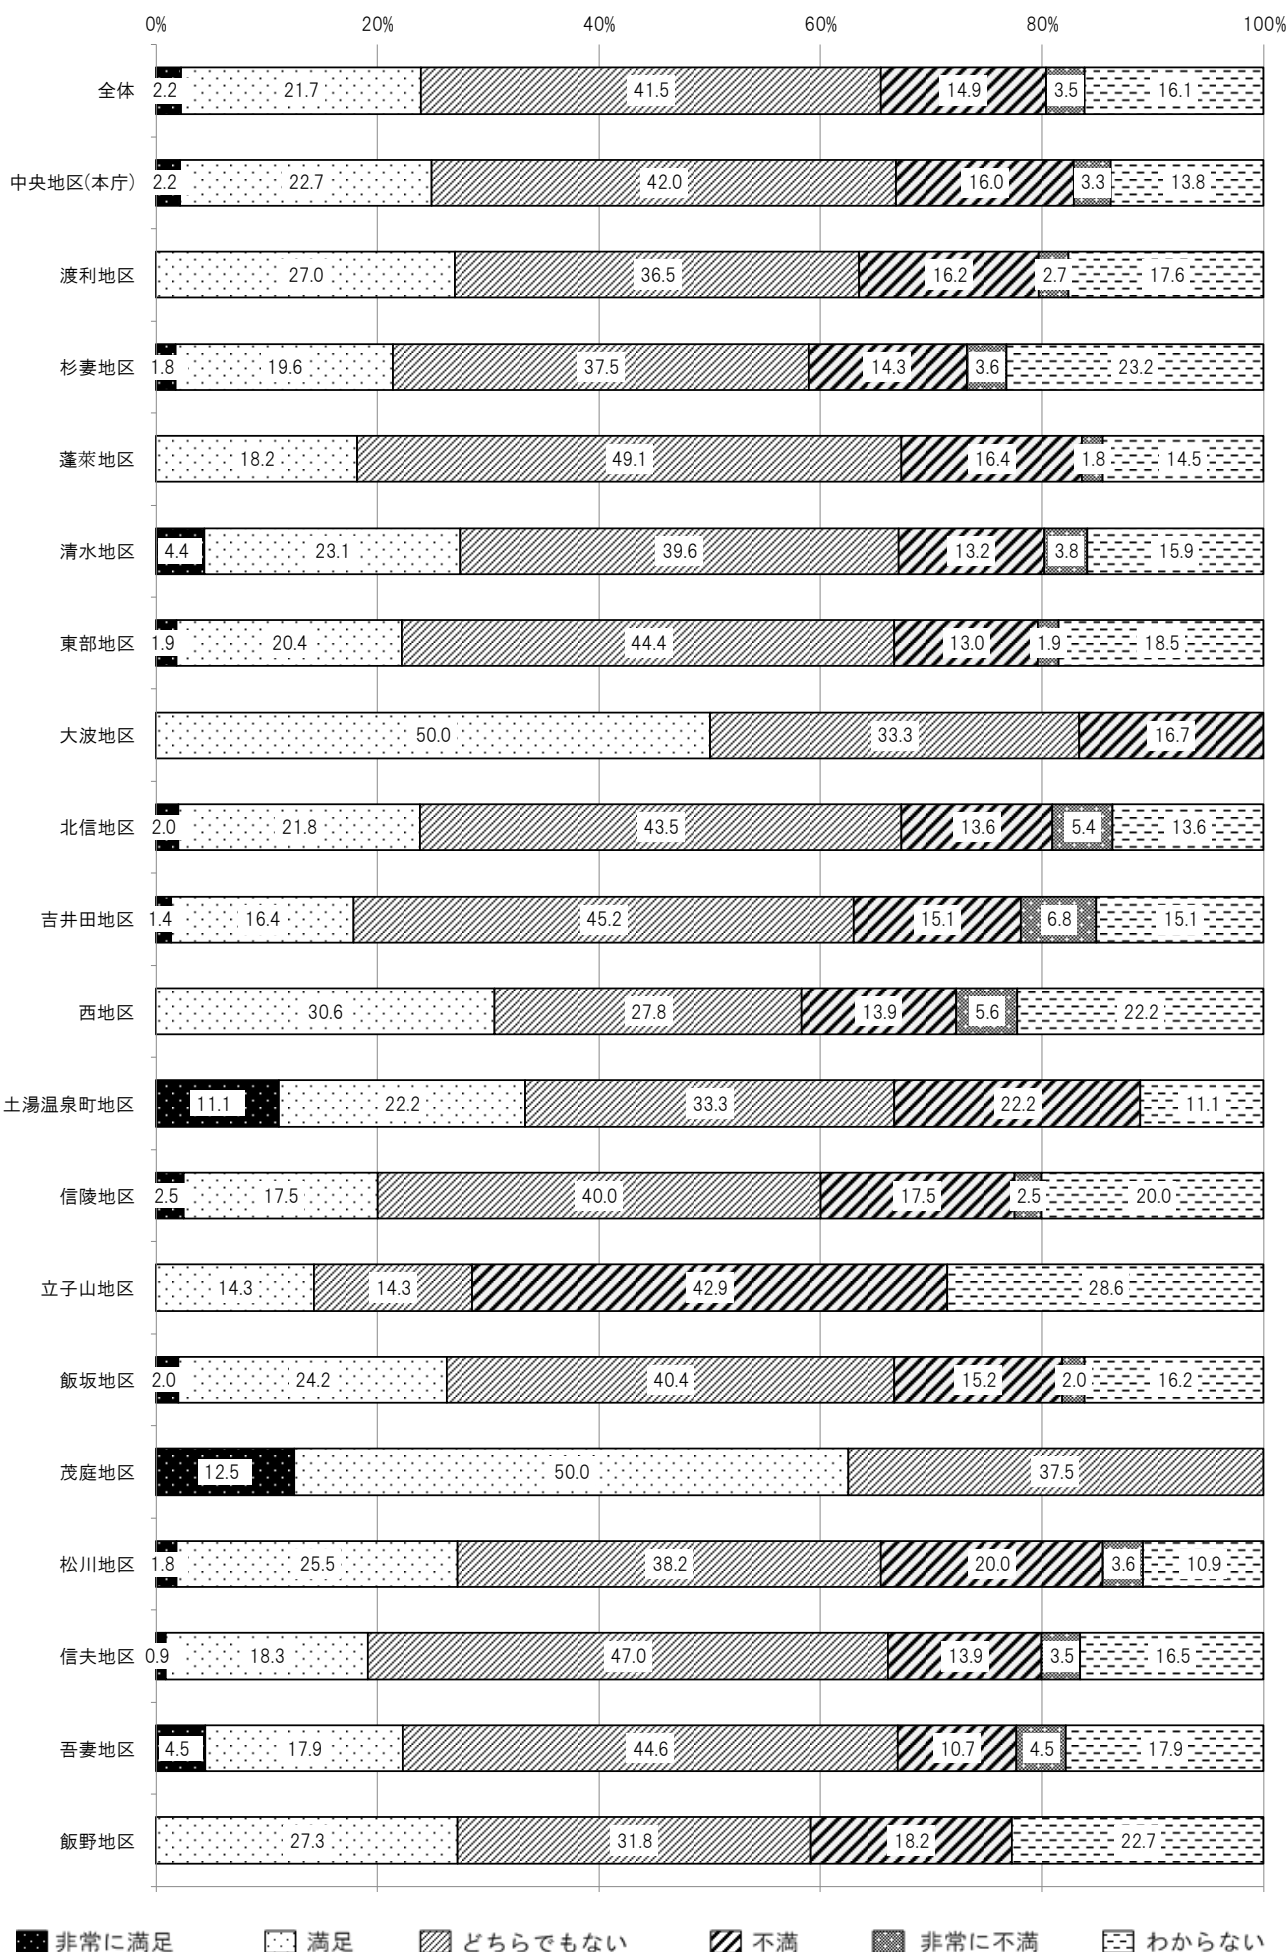 0% 20% 40% 60% 80% 100%
全体 2.2 21.7 41.5 14.9 3.5 16.1
中央地区(本庁) 2.2 22.7 42.0 16.0 3.3 13.8
渡利地区 27.0 36.5 16.2 2.7 17.6
杉妻地区 1.8 19.6 37.5 14.3 3.6 23.2
蓬萊地区 18.2 49.1 16.4 1.8 14.5
清水地区 4.4 23.1 39.6 13.2 3.8 15.9
東部地区 1.9 20.4 44.4 13.0 1.9 18.5
大波地区 50.0 33.3 16.7
北信地区 2.0 21.8 43.5 13.6 5.4 13.6
吉井田地区 1.4 16.4 45.2 15.1 6.8 15.1
西地区 30.6 27.8 13.9 5.6 22.2
土湯温泉町地区 11.1 22.2 33.3 22.2 11.1
信陵地区 2.5 17.5 40.0 17.5 2.5 20.0
立子山地区 14.3 14.3 42.9 28.6
飯坂地区 2.0 24.2 40.4 15.2 2.0 16.2
茂庭地区 12.5 50.0 37.5
松川地区 1.8 25.5 38.2 20.0 3.6 10.9
信夫地区 0.9 18.3 47.0 13.9 3.5 16.5
吾妻地区 4.5 17.9 44.6 10.7 4.5 17.9
飯野地区 27.3 31.8 18.2 22.7
非常に満足 満足 どちらでもない 不満 非常に不満 わからない